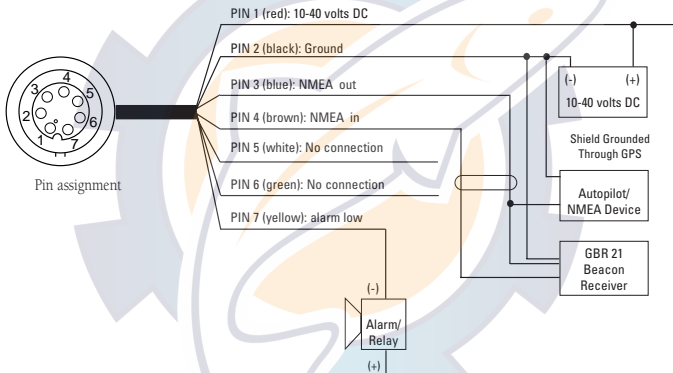 PIN 1 (red): 10-40 volts DC
PIN 2 (black): Ground
PIN 3 (blue): NMEA out
PIN 4 (brown): NMEA in
PIN 5 (white): No connection
PIN 6 (green): No connection
PIN 7 (yellow): alarm low
1
2
3
4
5
6
7
Pin assignment
(-) (+)
10-40 volts DC
Shield Grounded
Through GPS
Autopilot/
NMEA Device
GBR 21
Beacon
Receiver
(-)
Alarm/
Relay
(+)